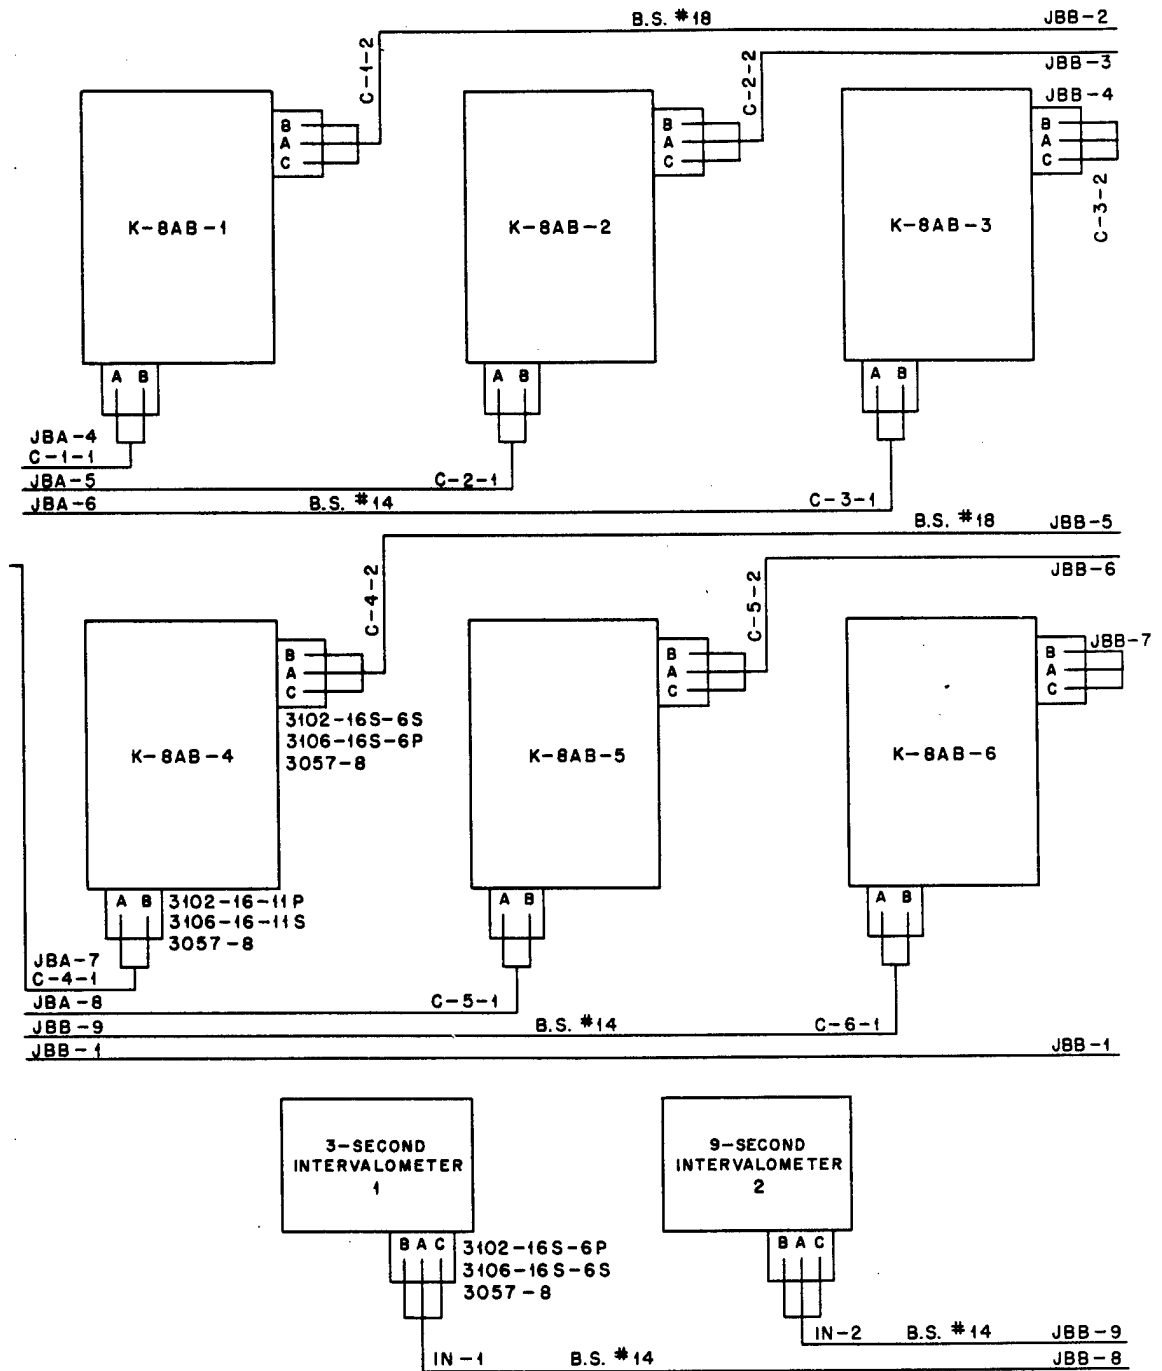 B.S. #18 JBB-2
C-1-2
C-2-2
JBB-3
JBB-4
B
A
C
B
A
C
B
A
C
C-3-2
K-8AB-1
K-8AB-2
K-8AB-3
A B
A B
A B
JBA-4
C-1-1
JBA-5
C-2-1
JBA-6
B.S. #14
C-3-1
B.S. #18 JBB-5
C-4-2
C-5-2
JBB-6
B
A
C
B
A
C
B
A
C
JBB-7
3102-16S-6S
3106-16S-6P
3057-8
K-8AB-4
K-8AB-5
K-8AB-6
A B
3102-16-11P
3106-16-11S
3057-8
A B
A B
JBA-7
C-4-1
JBA-8
C-5-1
JBB-9
B.S. #14
C-6-1
JBB-1
JBB-1
3-SECOND
INTERVALOMETER
1
9-SECOND
INTERVALOMETER
2
B A C
3102-16S-6P
3106-16S-6S
3057-8
B A C
IN-2 B.S. #14 JBB-9
IN-1 B.S. #14 JBB-8